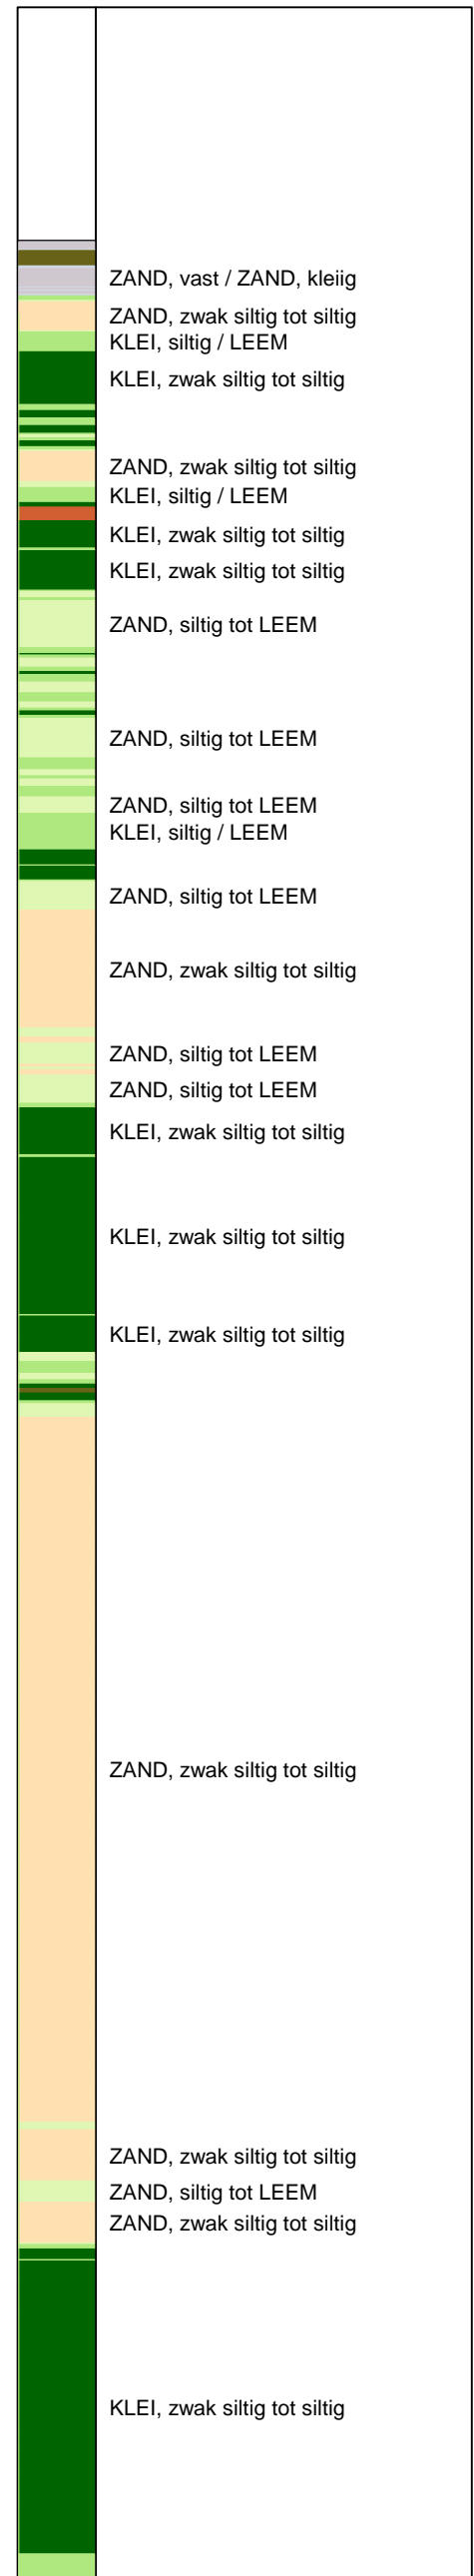 ZAND, vast / ZAND, kleiig
ZAND, zwak siltig tot siltig
KLEI, siltig / LEEM
KLEI, zwak siltig tot siltig
ZAND, zwak siltig tot siltig
KLEI, siltig / LEEM
KLEI, zwak siltig tot siltig
KLEI, zwak siltig tot siltig
ZAND, siltig tot LEEM
ZAND, siltig tot LEEM
ZAND, siltig tot LEEM
KLEI, siltig / LEEM
ZAND, siltig tot LEEM
ZAND, zwak siltig tot siltig
ZAND, siltig tot LEEM
ZAND, siltig tot LEEM
KLEI, zwak siltig tot siltig
KLEI, zwak siltig tot siltig
KLEI, zwak siltig tot siltig
ZAND, zwak siltig tot siltig
ZAND, zwak siltig tot siltig
ZAND, siltig tot LEEM
ZAND, zwak siltig tot siltig
KLEI, zwak siltig tot siltig